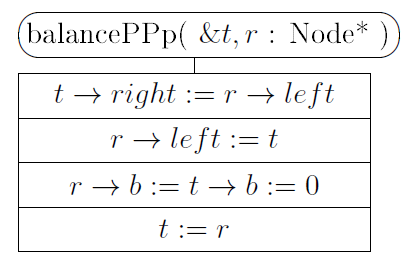 balancePPp( &t, r : Node* )
t → right := r → left
r → left := t
r → b := t → b := 0
t := r